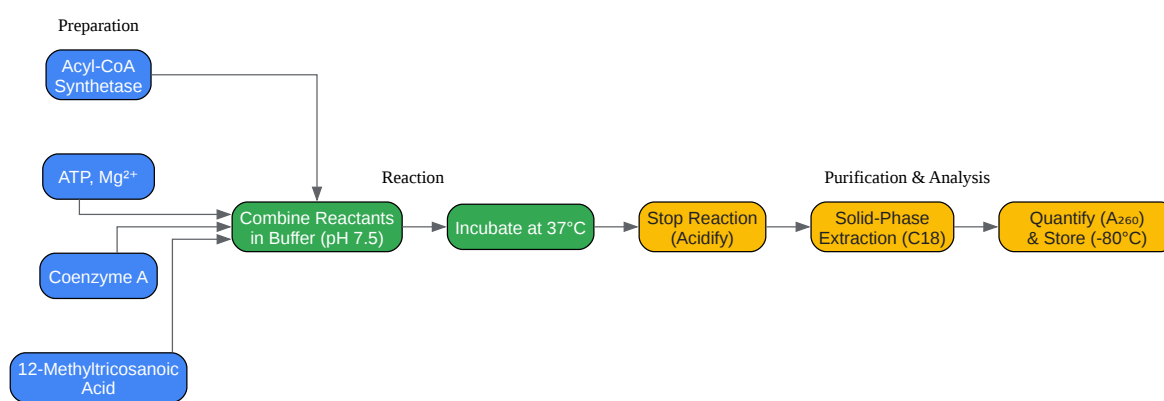 Preparation
Acyl-CoA
Synthetase
ATP, Mg²⁺
Coenzyme A
12-Methyltricosanoic
Acid
Reaction
Combine Reactants
in Buffer (pH 7.5)
Incubate at 37°C
Purification & Analysis
Stop Reaction
(Acidify)
Solid-Phase
Extraction (C18)
Quantify (A₂₆₀)
& Store (-80°C)